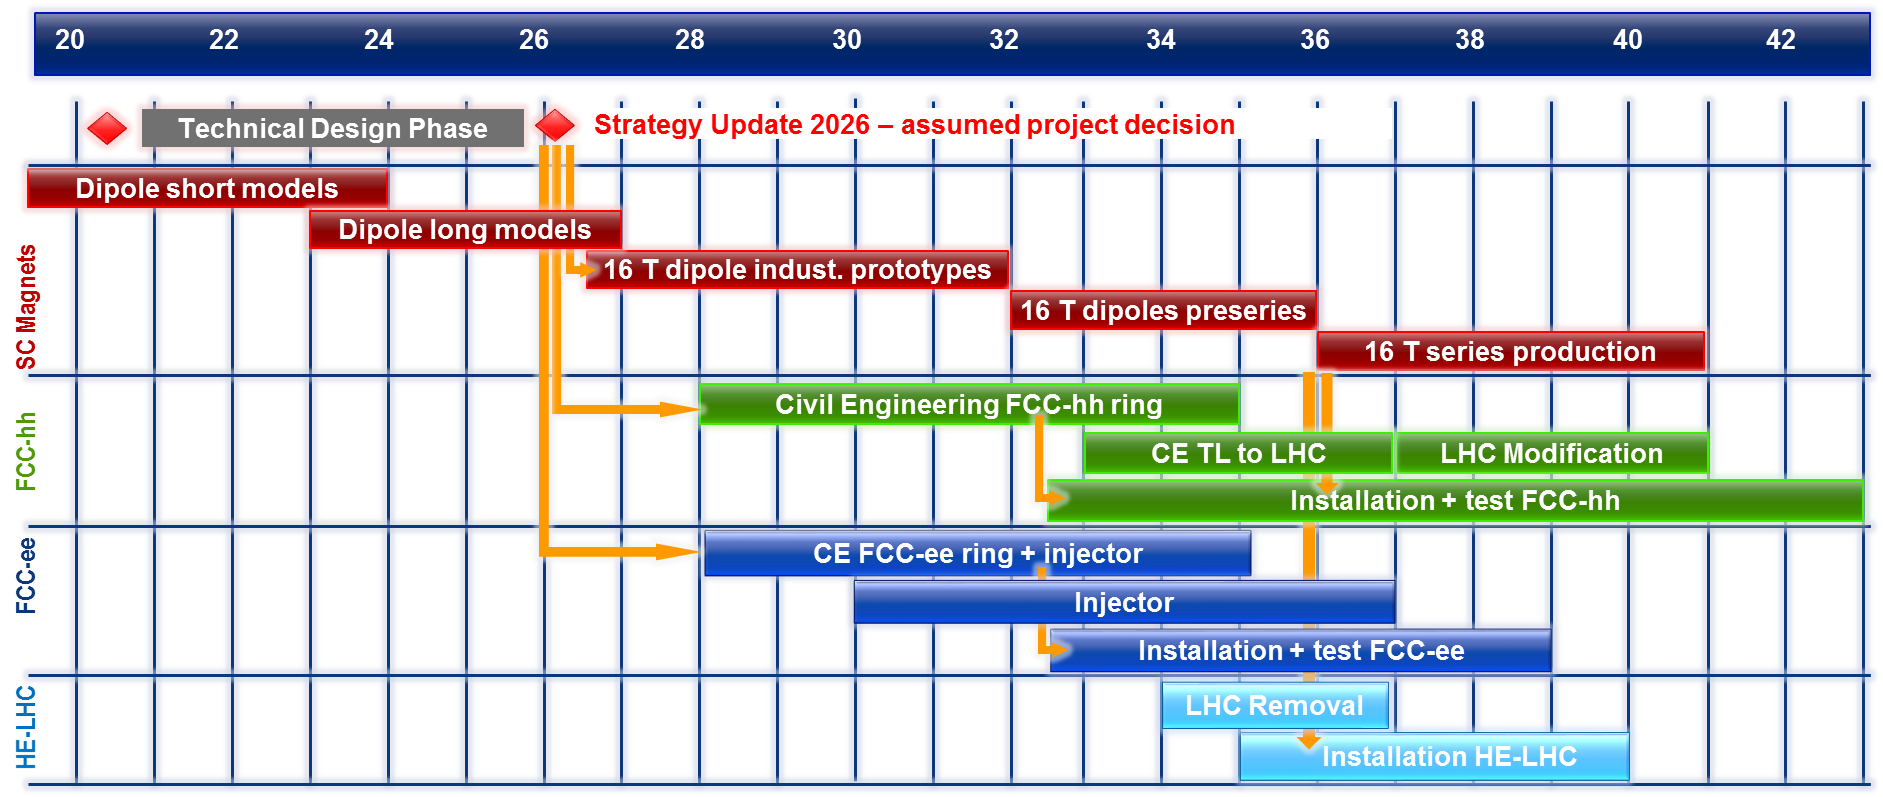 20 22 24 26 28 30 32 34 36 38 40 42
Technical Design Phase
Strategy Update 2026 – assumed project decision
SC Magnets
Dipole short models
Dipole long models
16 T dipole indust. prototypes
16 T dipoles preseries
16 T series production
FCC-hh
Civil Engineering FCC-hh ring
CE TL to LHC
LHC Modification
Installation + test FCC-hh
FCC-ee
CE FCC-ee ring + injector
Injector
Installation + test FCC-ee
HE-LHC
LHC Removal
Installation HE-LHC